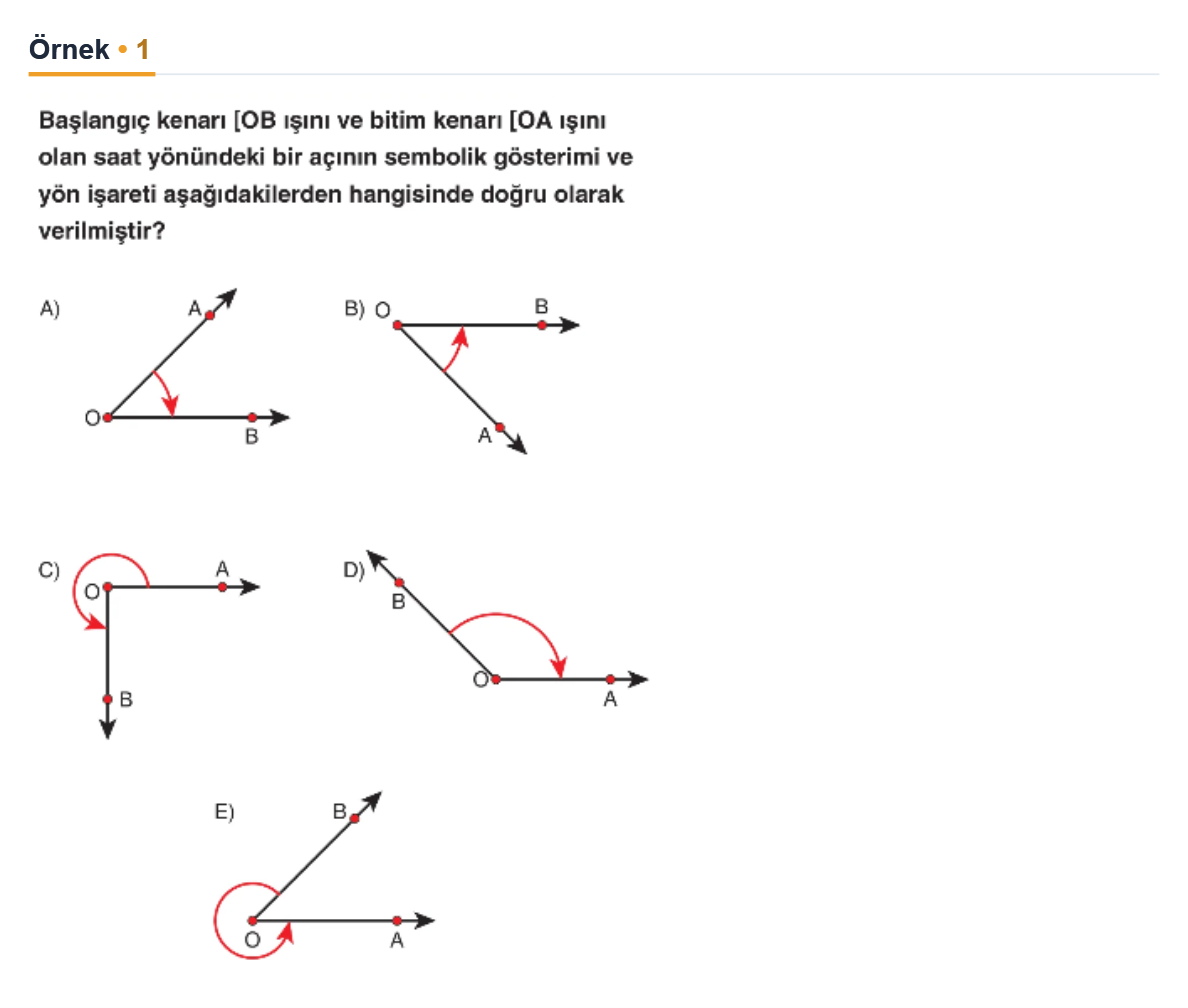 Örnek • 1
Başlangıç kenarı [OB ışını ve bitim kenarı [OA ışını
olan saat yönündeki bir açının sembolik gösterimi ve
yön işareti aşağıdakilerden hangisinde doğru olarak
verilmiştir?
A)
A
O
B
B)
O
B
A
C)
O
A
B
D)
B
O
A
E)
B
O
A